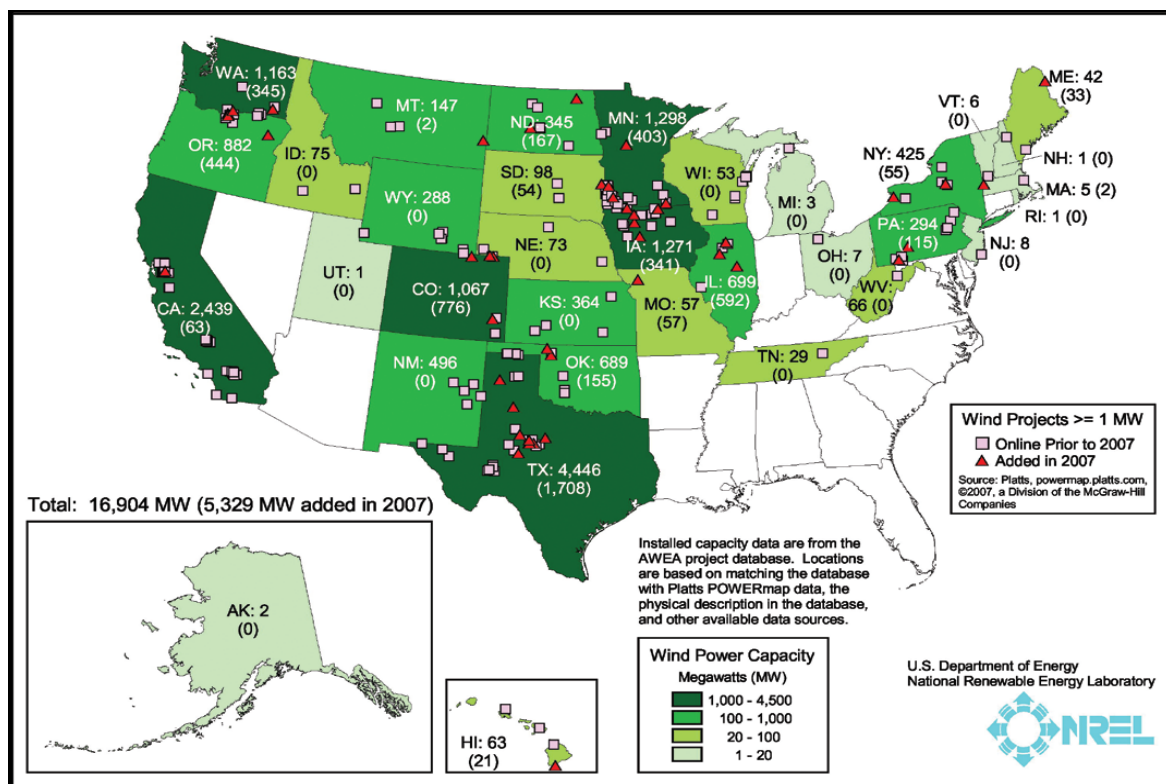 WA: 1,163
(345)
MT: 147
(2)
ND: 345
(167)
MN: 1,298
(403)
ME: 42
(33)
VT: 6
(0)
OR: 882
(444)
ID: 75
(0)
SD: 98
(54)
WI: 53
(0)
NY: 425
(55)
NH: 1 (0)
MA: 5 (2)
RI: 1 (0)
WY: 288
(0)
MI: 3
(0)
PA: 294
(115)
NJ: 8
(0)
NE: 73
(0)
IA: 1,271
(341)
OH: 7
(0)
UT: 1
(0)
CO: 1,067
(776)
IL: 699
(592)
WV:
66 (0)
CA: 2,439
(63)
KS: 364
(0)
MO: 57
(57)
NM: 496
(0)
OK: 689
(155)
TN: 29
(0)
TX: 4,446
(1,708)
Wind Projects >= 1 MW
Online Prior to 2007
Added in 2007
Source: Platts, powermap.platts.com,
©2007, a Division of the McGraw-Hill
Companies
Total: 16,904 MW (5,329 MW added in 2007)
AK: 2
(0)
HI: 63
(21)
Installed capacity data are from the
AWEA project database. Locations
are based on matching the database
with Platts POWERmap data, the
physical description in the database,
and other available data sources.
Wind Power Capacity
Megawatts (MW)
1,000 - 4,500
100 - 1,000
20 - 100
1 - 20
U.S. Department of Energy
National Renewable Energy Laboratory
NREL